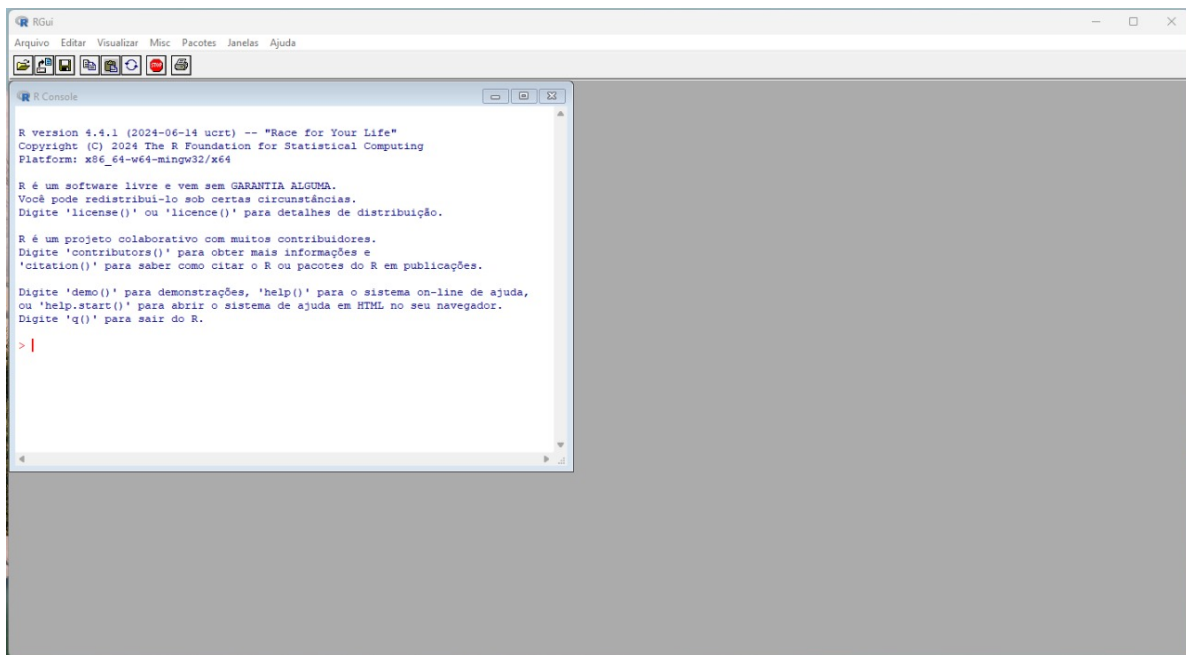 RGui
Arquivo Editar Visualizar Misc Pacotes Janelas Ajuda
STOP
R Console
R version 4.4.1 (2024-06-14 ucrt) -- "Race for Your Life"
Copyright (C) 2024 The R Foundation for Statistical Computing
Platform: x86_64-w64-mingw32/x64
R é um software livre e vem sem GARANTIA ALGUMA.
Você pode redistribuí-lo sob certas circunstâncias.
Digite 'license()' ou 'licence()' para detalhes de distribuição.
R é um projeto colaborativo com muitos contribuidores.
Digite 'contributors()' para obter mais informações e
'citation()' para saber como citar o R ou pacotes do R em publicações.
Digite 'demo()' para demonstrações, 'help()' para o sistema on-line de ajuda,
ou 'help.start()' para abrir o sistema de ajuda em HTML no seu navegador.
Digite 'q()' para sair do R.
>